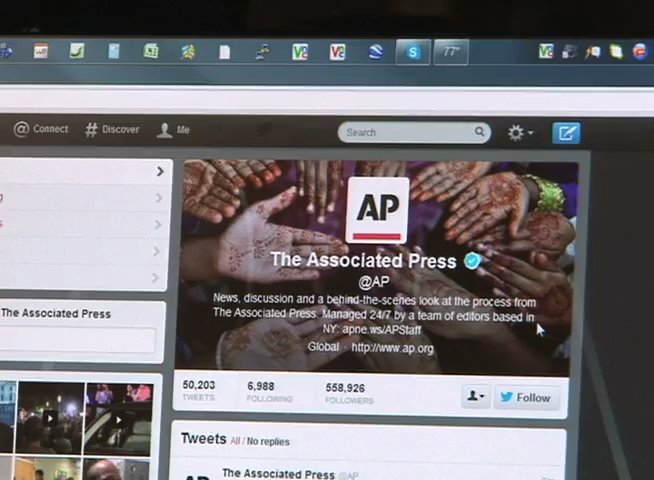 77°
Connect
Discover
Me
Search
AP
The Associated Press
@AP
News, discussion and a behind-the-scenes look at the process from
The Associated Press. Managed 24/7 by a team of editors based in
NY: apne.ws/APStaff
Global · http://www.ap.org
The Associated Press
50,203
TWEETS
6,988
FOLLOWING
558,926
FOLLOWERS
Follow
Tweets All / No replies
The Associated Press @AP